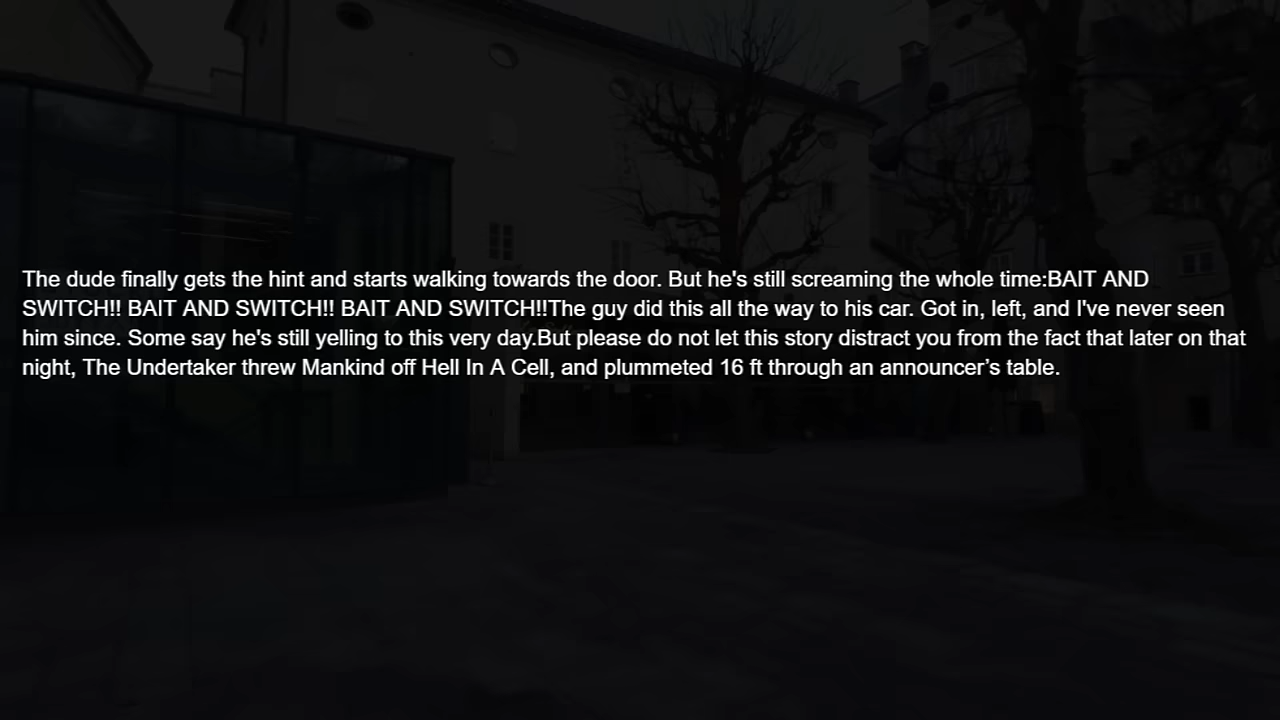 The dude finally gets the hint and starts walking towards the door. But he's still screaming the whole time:BAIT AND
SWITCH!! BAIT AND SWITCH!! BAIT AND SWITCH!!The guy did this all the way to his car. Got in, left, and I've never seen
him since. Some say he's still yelling to this very day.But please do not let this story distract you from the fact that later on that
night, The Undertaker threw Mankind off Hell In A Cell, and plummeted 16 ft through an announcer’s table.